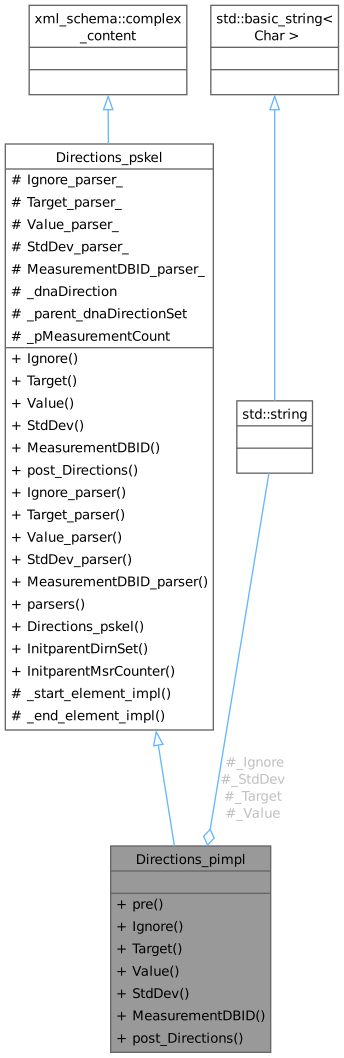 xml_schema::complex
_content
std::basic_string<
Char >
Directions_pskel
# Ignore_parser_
# Target_parser_
# Value_parser_
# StdDev_parser_
# MeasurementDBID_parser_
# _dnaDirection
# _parent_dnaDirectionSet
# _pMeasurementCount
+ Ignore()
+ Target()
+ Value()
+ StdDev()
+ MeasurementDBID()
+ post_Directions()
+ Ignore_parser()
+ Target_parser()
+ Value_parser()
+ StdDev_parser()
+ MeasurementDBID_parser()
+ parsers()
+ Directions_pskel()
+ InitparentDirnSet()
+ InitparentMsrCounter()
# _start_element_impl()
# _end_element_impl()
std::string
#_Ignore
#_StdDev
#_Target
#_Value
Directions_pimpl
+ pre()
+ Ignore()
+ Target()
+ Value()
+ StdDev()
+ MeasurementDBID()
+ post_Directions()